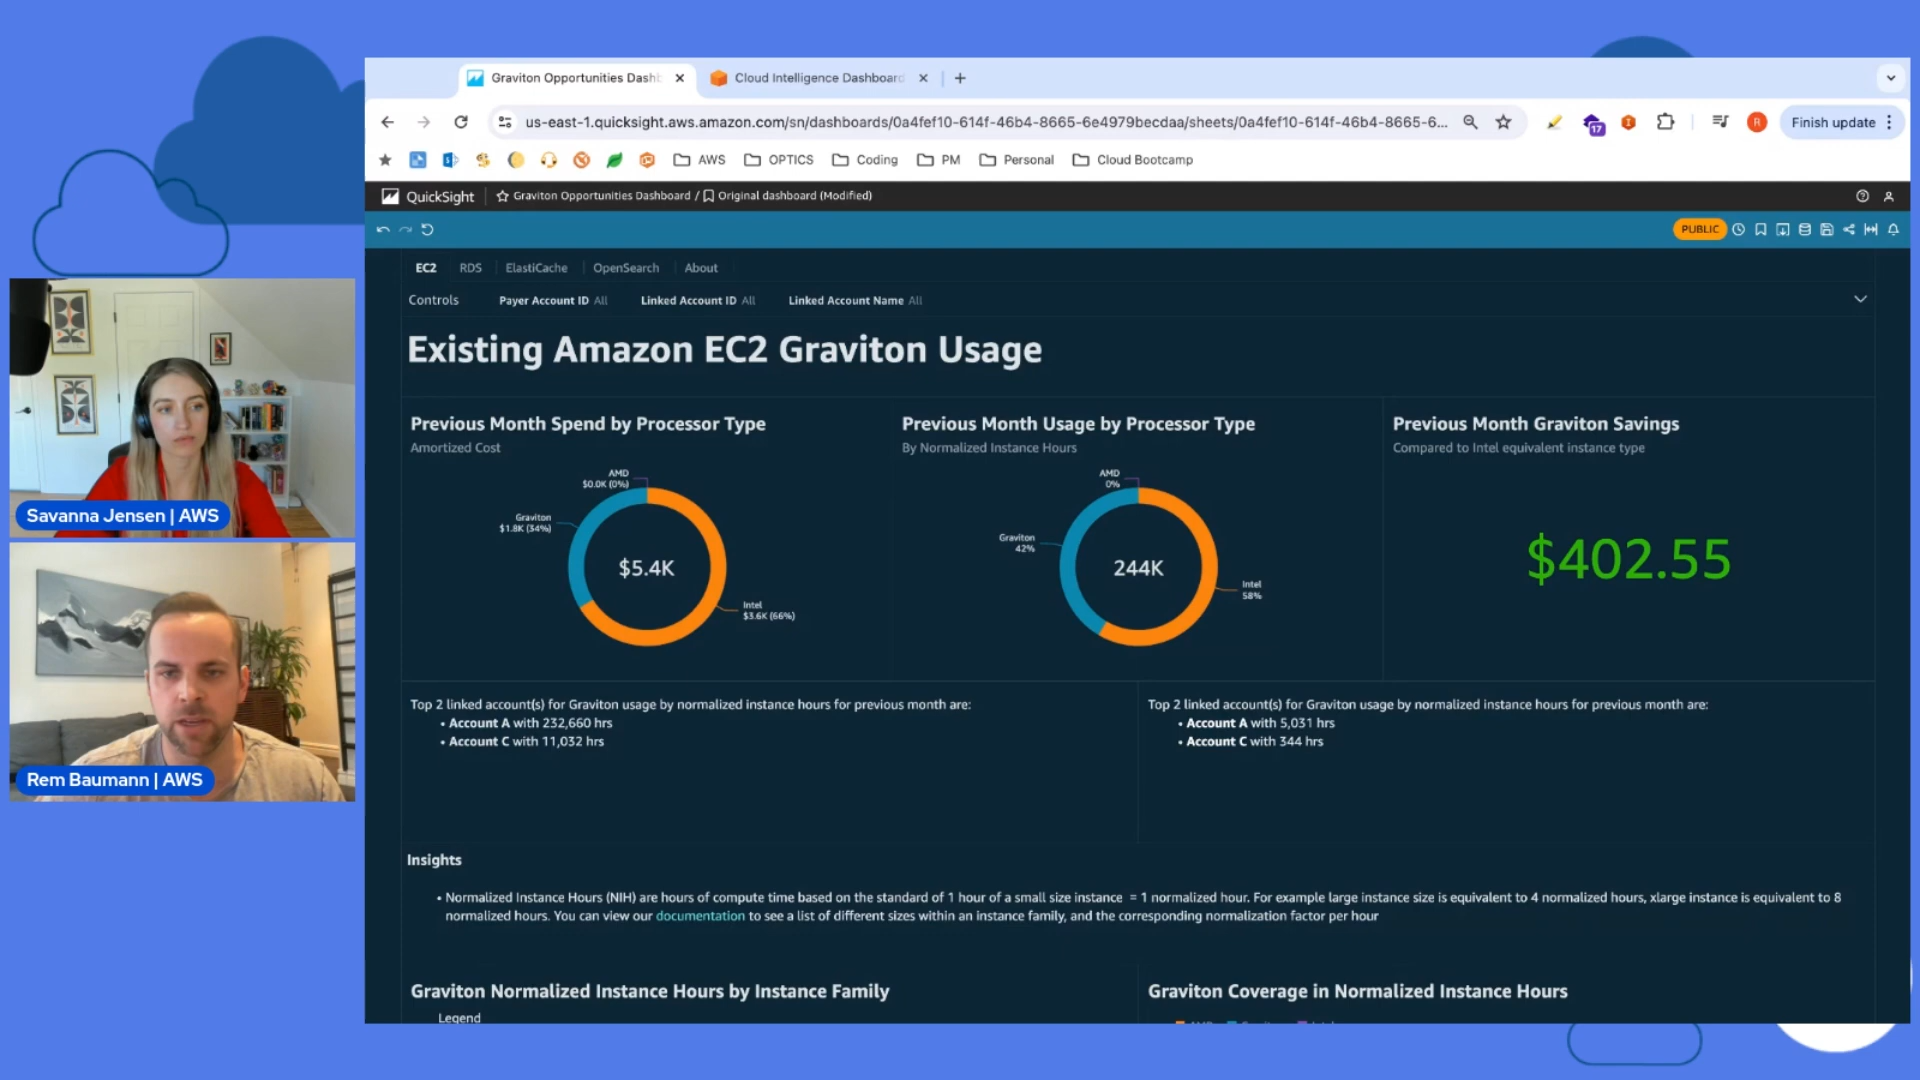 Graviton Opportunities Dashb
Cloud Intelligence Dashboard
us-east-1.quicksight.aws.amazon.com/sn/dashboards/0a4fef10-614f-46b4-8665-6e4979becdaa/sheets/0a4fef10-614f-46b4-8665-6...
17
R
Finish update
AWS
OPTICS
Coding
PM
Personal
Cloud Bootcamp
QuickSight
Graviton Opportunities Dashboard / Original dashboard (Modified)
PUBLIC
EC2 RDS ElastiCache OpenSearch About
Controls Payer Account ID All Linked Account ID All Linked Account Name All
Existing Amazon EC2 Graviton Usage
Previous Month Spend by Processor Type
Amortized Cost
AMD
$0.0K (0%)
Graviton
$1.8K (34%)
$5.4K
Intel
$3.6K (66%)
Previous Month Usage by Processor Type
By Normalized Instance Hours
AMD
0%
Graviton
42%
244K
Intel
58%
Previous Month Graviton Savings
Compared to Intel equivalent instance type
$402.55
Top 2 linked account(s) for Graviton usage by normalized instance hours for previous month are:
• Account A with 232,660 hrs
• Account C with 11,032 hrs
Top 2 linked account(s) for Graviton usage by normalized instance hours for previous month are:
• Account A with 5,031 hrs
• Account C with 344 hrs
Insights
• Normalized Instance Hours (NIH) are hours of compute time based on the standard of 1 hour of a small size instance = 1 normalized hour. For example large instance size is equivalent to 4 normalized hours, xlarge instance is equivalent to 8
normalized hours. You can view our documentation to see a list of different sizes within an instance family, and the corresponding normalization factor per hour
Graviton Normalized Instance Hours by Instance Family
Legend
Graviton Coverage in Normalized Instance Hours
Savanna Jensen | AWS
Rem Baumann | AWS